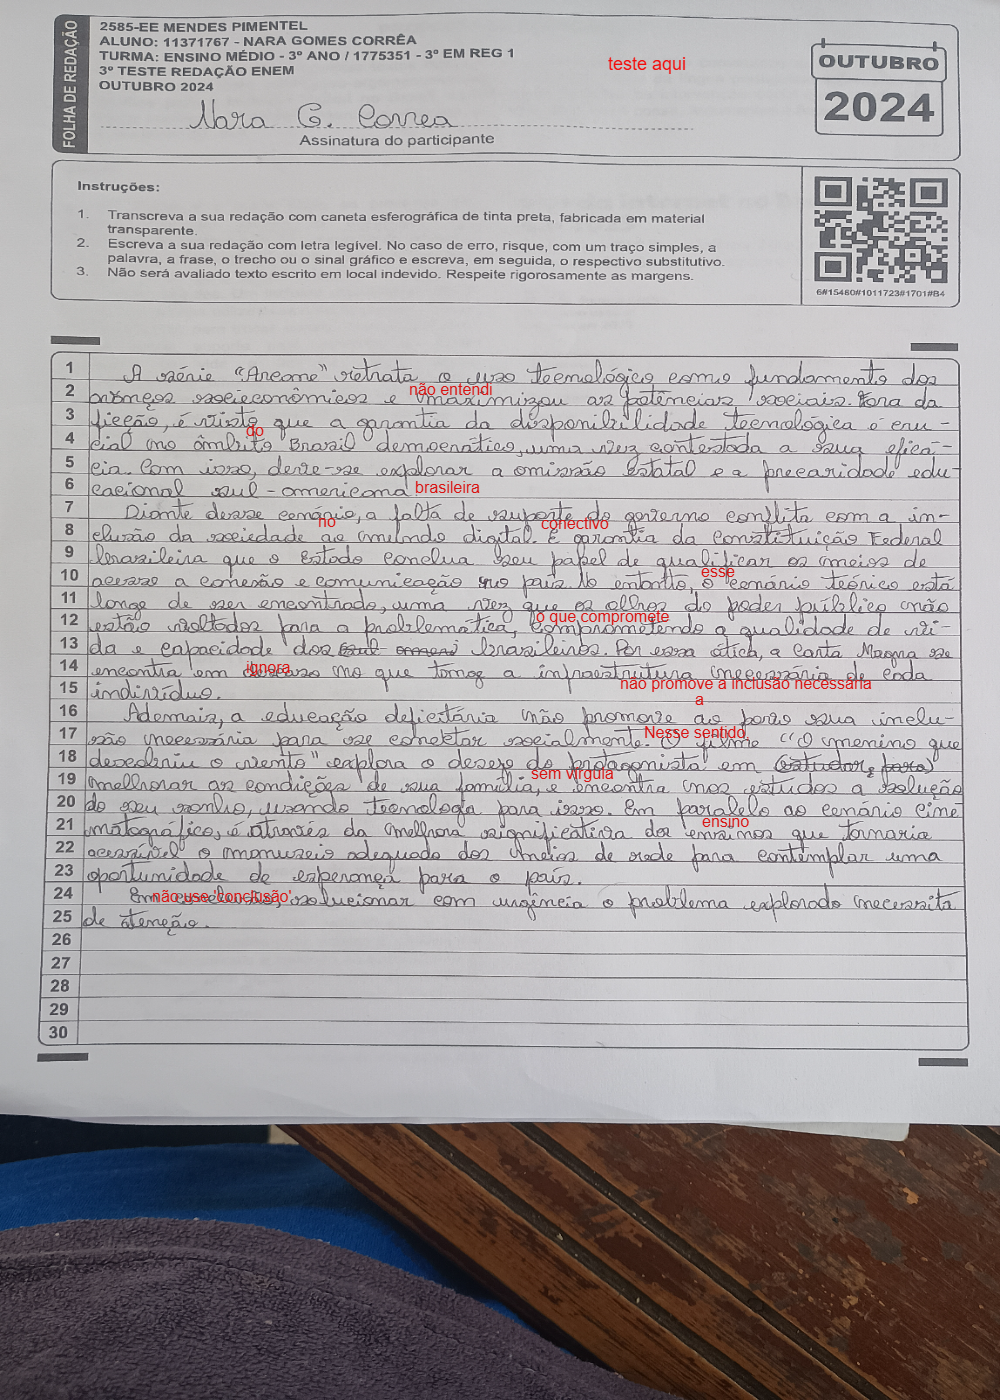 FOLHA DE REDAÇÃO
2585-EE MENDES PIMENTEL
ALUNO: 11371767 - NARA GOMES CORRÊA
TURMA: ENSINO MÉDIO - 3º ANO / 1775351 - 3º EM REG 1
3º TESTE REDAÇÃO ENEM
OUTUBRO 2024
teste aqui
OUTUBRO
2024
Nara G. Correa
Assinatura do participante
Instruções:
1. Transcreva a sua redação com caneta esferográfica de tinta preta, fabricada em material
transparente.
2. Escreva a sua redação com letra legível. No caso de erro, risque, com um traço simples, a
palavra, a frase, o trecho ou o sinal gráfico e escreva, em seguida, o respectivo substitutivo.
3. Não será avaliado texto escrito em local indevido. Respeite rigorosamente as margens.
6#15460#1011723#1701#B4
1 A série "Arcane" retrata o uso tecnológico como fundamento dos
não entendi
2 avanços socieconômicos e maximizou as potências sociais. Fora da
3 ficção, é visto que a garantia da disponibilidade tecnológica é cru-
do
4 cial no âmbito Brasil democrático, uma vez contestada a sua eficá-
5 cia. Com isso, deve-se explorar a omissão estatal e a precariedade edu-
6 cacional sul-americana brasileira
7 Diante desse cenário, a falta de suporte do governo conflita com a in-
no conectivo
8 clusão da sociedade ao mundo digital. É garantia da Constituição Federal
9 brasileira que o Estado conclua seu papel de qualificar os meios de
esse
10 acesso a conexão e comunicação no país. No entanto, o cenário teórico está
11 longe de ser encontrado, uma vez que os olhos do poder público não
o que compromete
12 estão voltados para a problemática, comprometendo a qualidade de vi-
13 da e capacidade dos brasileiros. Por essa ótica, a Carta Magna se
ignora
14 encontra em descaso no que torna a infraestrutura necessária de cada
não promove a inclusão necessária
15 indivíduo.
a
16 Ademais, a educação deficitária não promove ao povo sua inclu-
Nesse sentido,
17 são necessária para se conectar socialmente. O filme "O menino que
18 descobriu o vento" explora o desejo do protagonista em (estudar, para)
sem vírgula
19 melhorar as condições de sua família, e encontra nos estudos a solução
20 do seu sonho, usando tecnologia para isso. Em paralelo ao cenário cine
ensino
21 matográfico, é através da melhora significativa dos ensinos que tornaria
22 acessível o manuseio adequado dos meios de rede para contemplar uma
23 oportunidade de esperança para o país.
não use 'conclusão'
24 Em conclusão, solucionar com urgência o problema explorado necessita
25 de atenção.
26
27
28
29
30